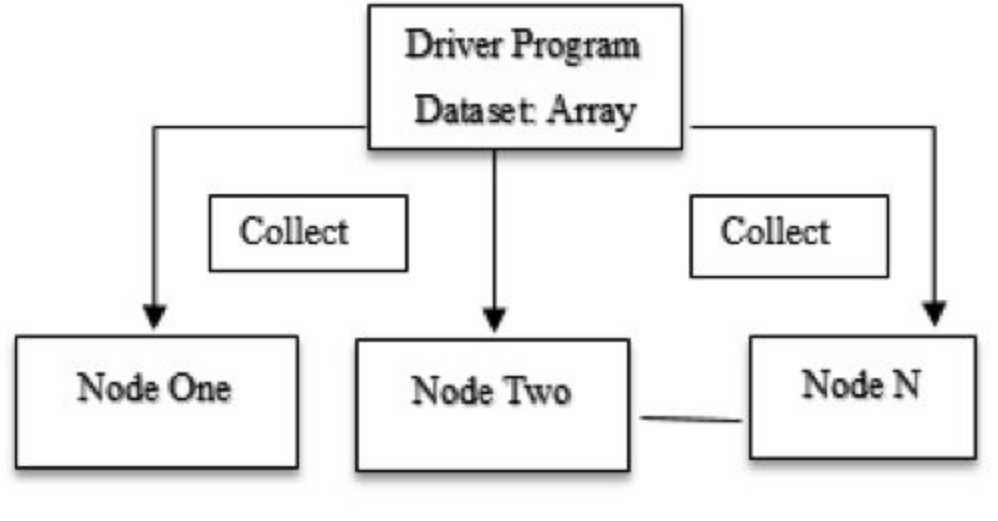 Driver Program
Dataset: Array
Collect
Collect
Node One
Node Two
Node N